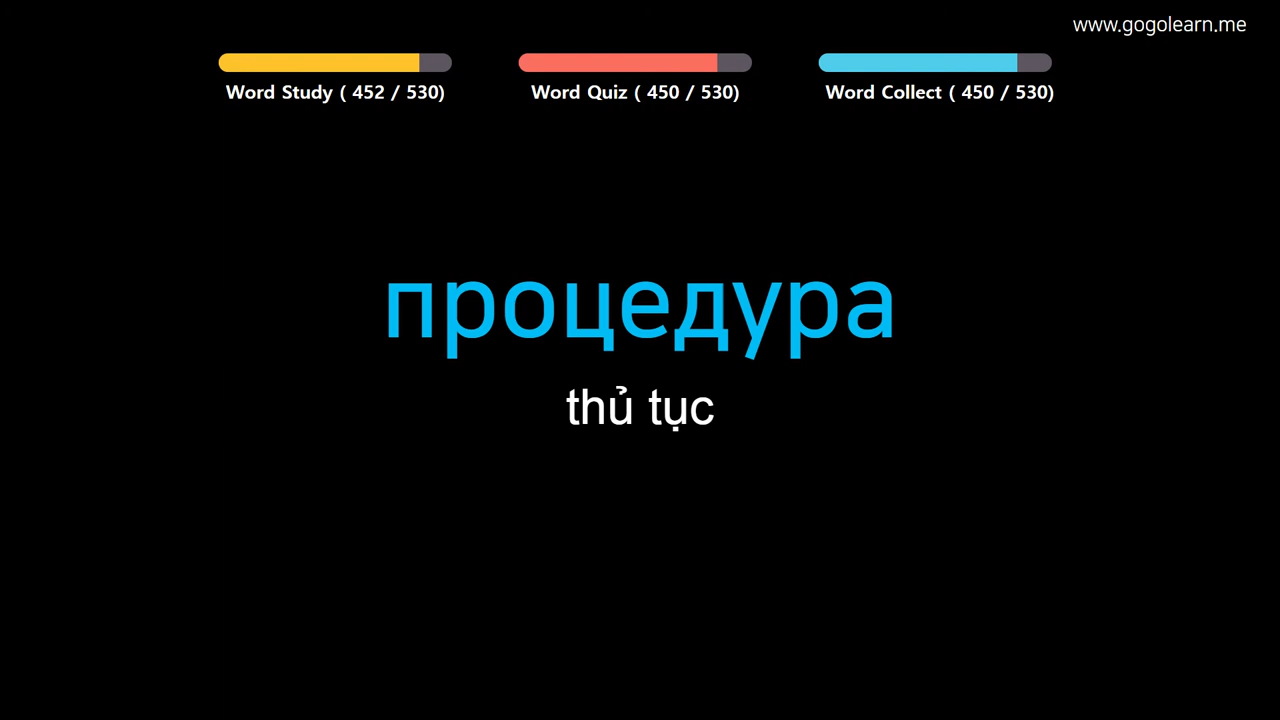 www.gogolearn.me
Word Study ( 452 / 530)
Word Quiz ( 450 / 530)
Word Collect ( 450 / 530)
процедура
thủ tục